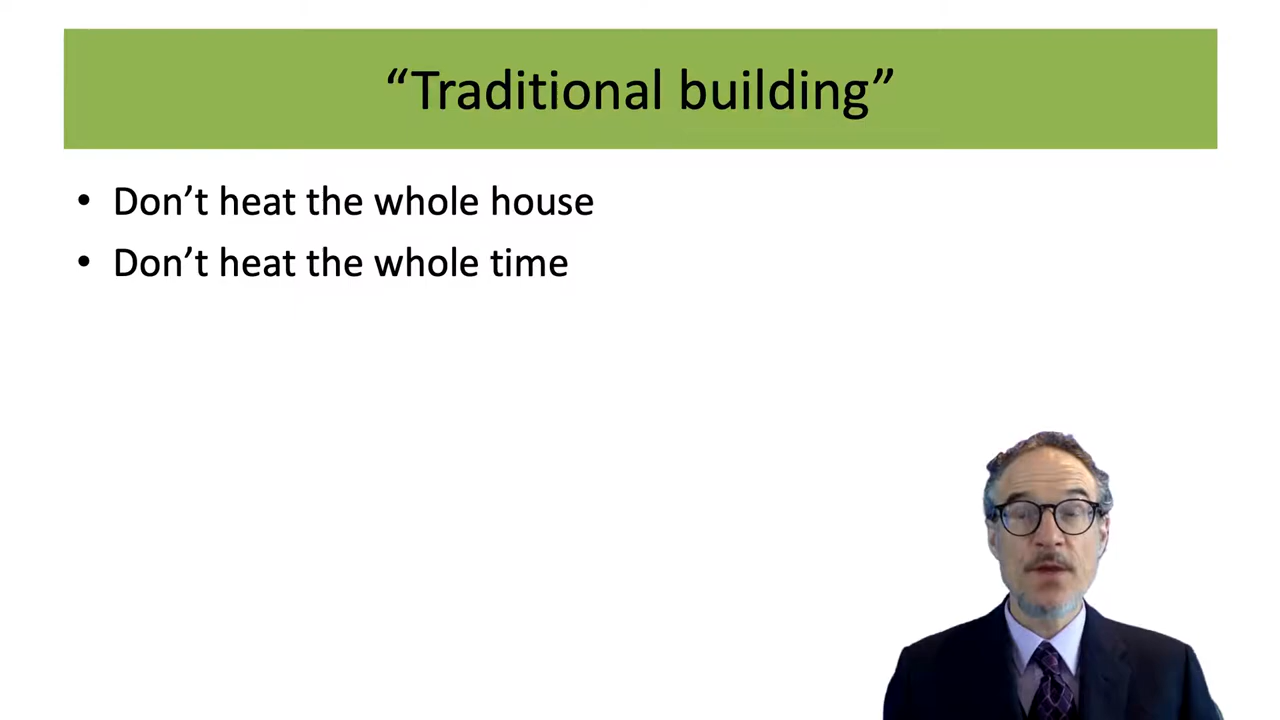 “Traditional building”
• Don’t heat the whole house
• Don’t heat the whole time